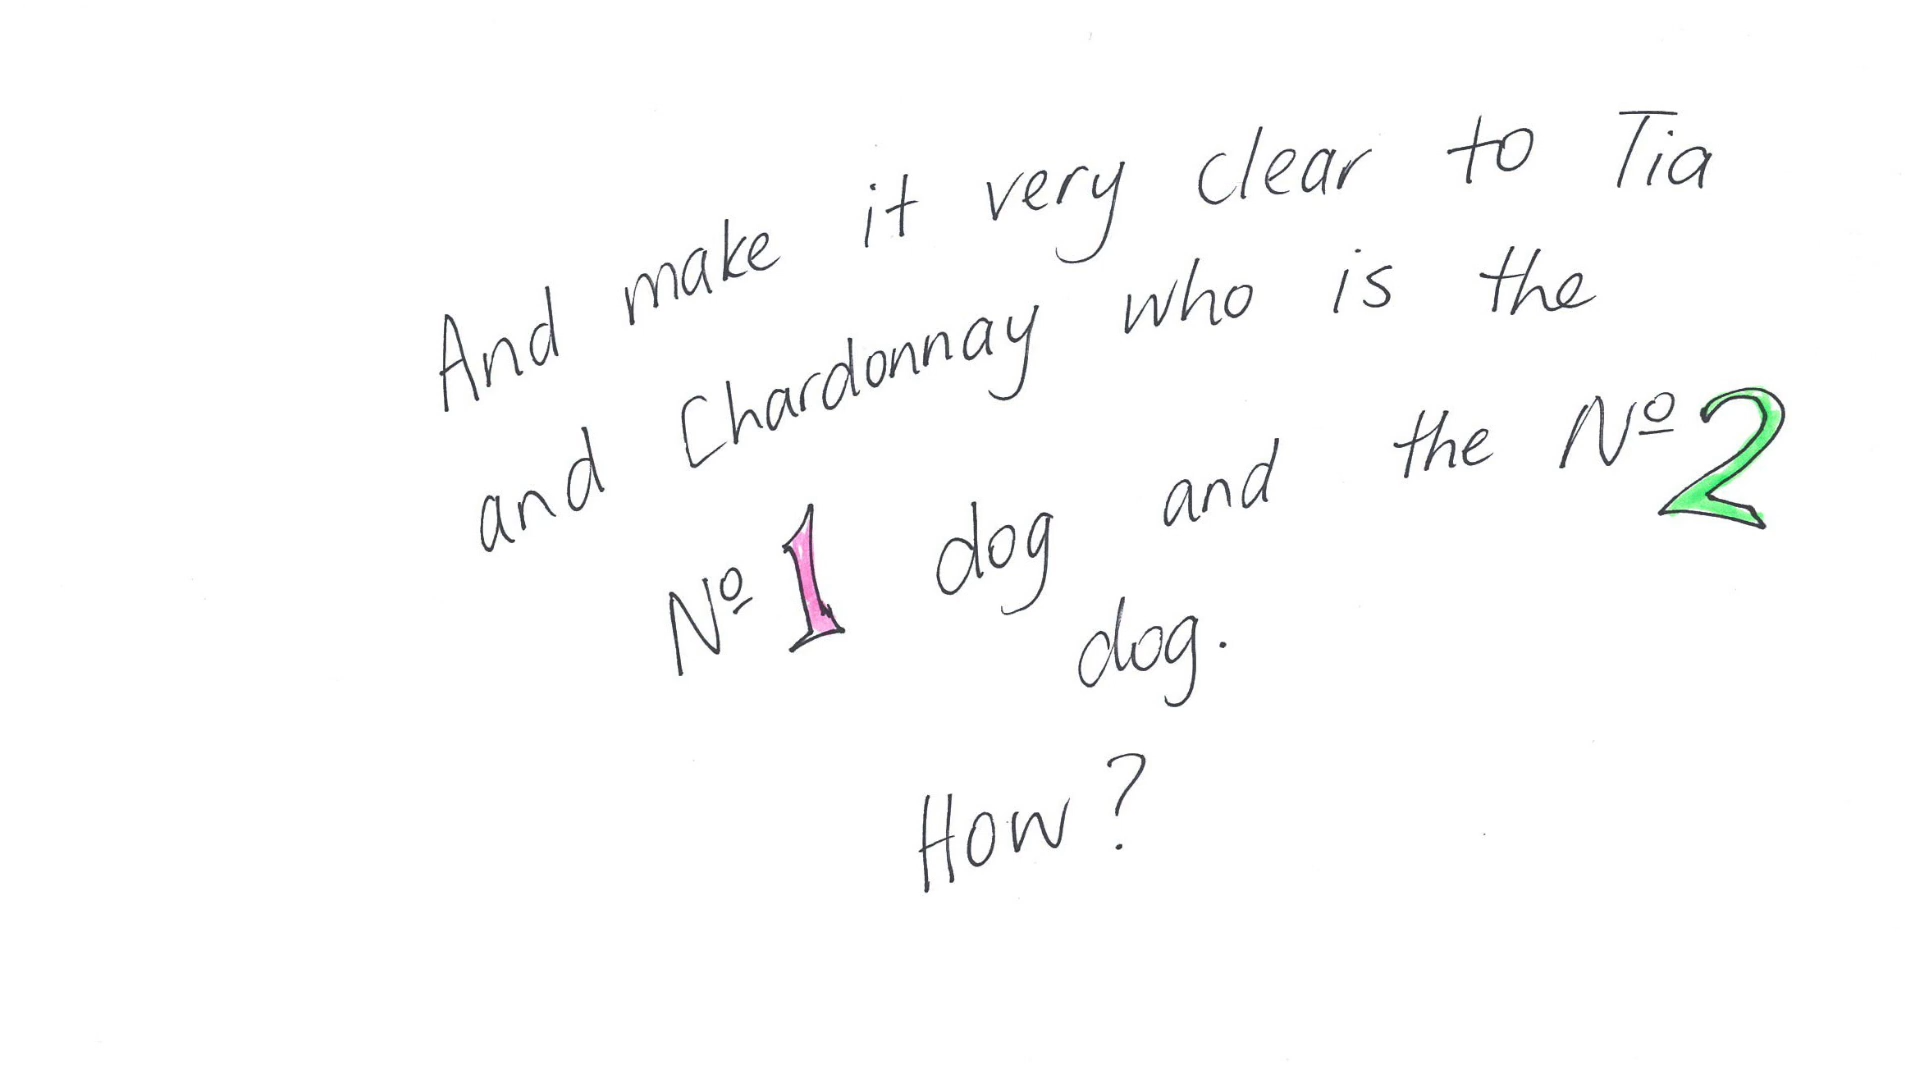 And make it very clear to Tia
and Chardonnay who is the
Nº 1 dog and the Nº 2
dog.
How?